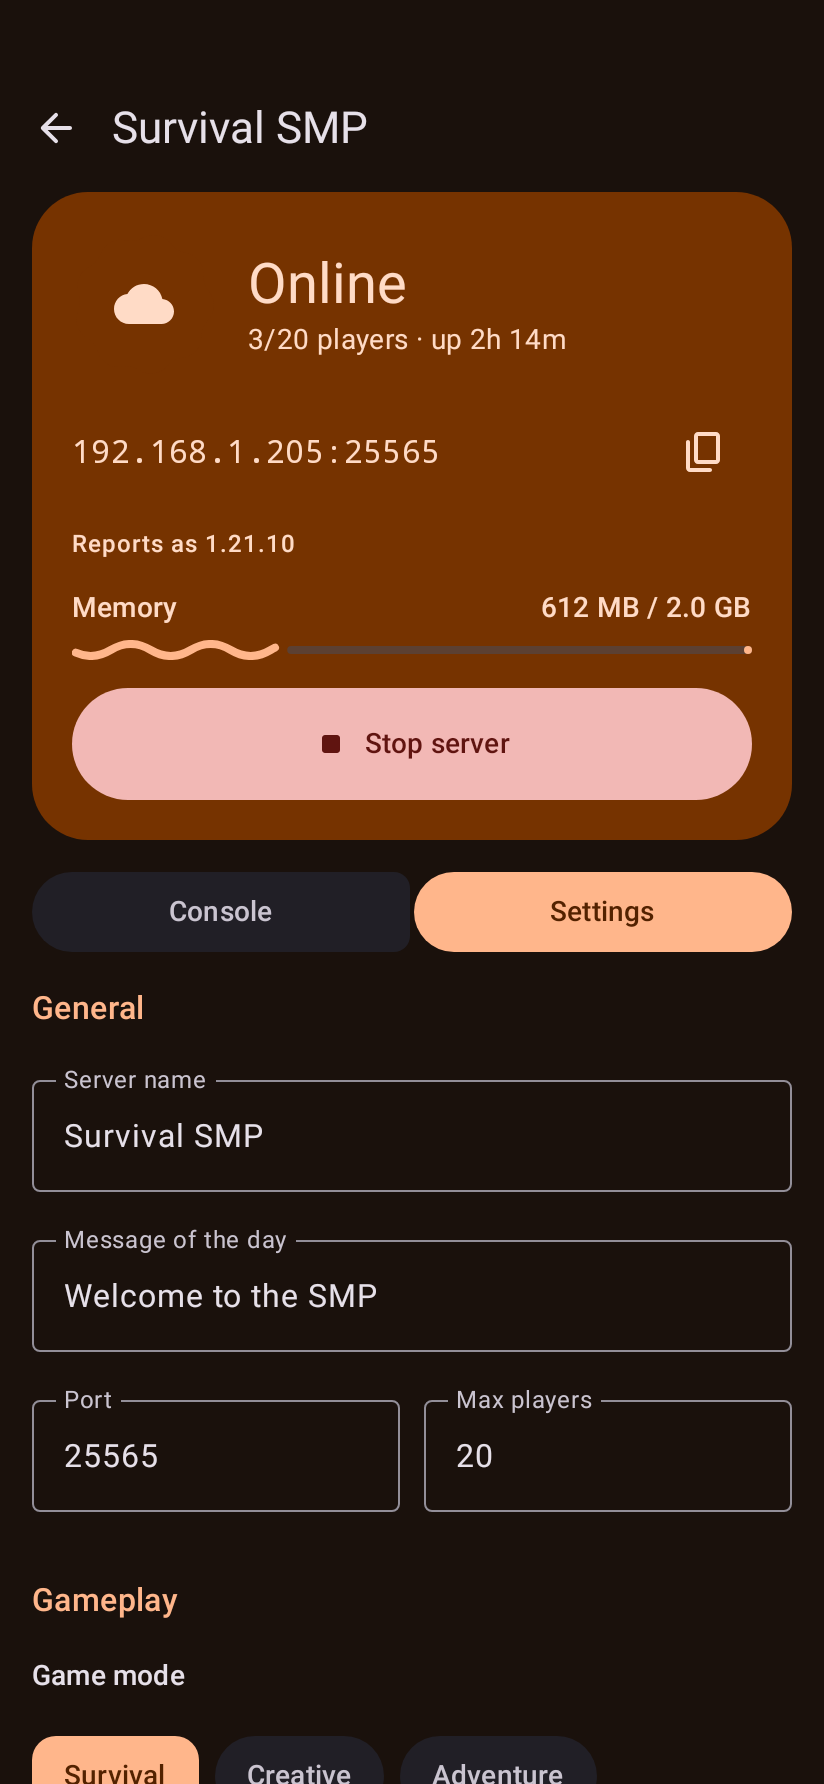 Survival SMP
Online
3/20 players · up 2h 14m
192.168.1.205:25565
Reports as 1.21.10
Memory 612 MB / 2.0 GB
Stop server
Console Settings
General
Server name
Survival SMP
Message of the day
Welcome to the SMP
Port Max players
25565 20
Gameplay
Game mode
Survival Creative Adventure